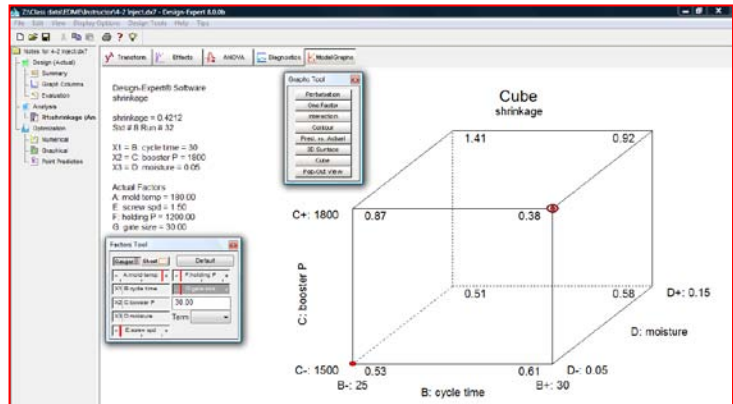 Z:\Class data\EDME\Instructor\4-2 Inject.dx7 - Design-Expert 8.0.0b
File Edit View Display Options Design Tools Help Tips
Notes for 4-2 Inject.dx7
Design (Actual)
Summary
Graph Columns
Evaluation
Analysis
R1:shrinkage (An
Optimization
Numerical
Graphical
Point Prediction
Transform
Effects
ANOVA
Diagnostics
Model Graphs
Design-Expert® Software
shrinkage
shrinkage = 0.4212
Std # 8 Run # 32
X1 = B: cycle time = 30
X2 = C: booster P = 1800
X3 = D: moisture = 0.05
Actual Factors
A: mold temp = 180.00
E: screw spd = 1.50
F: holding P = 1200.00
G: gate size = 30.00
Graphs Tool
Perturbation
One Factor
Interaction
Contour
Pred. vs. Actual
3D Surface
Cube
Pop-Out View
Factors Tool
Gauges Sheet Default
A:mold temp F:holding P
X1 B:cycle time
X2 C:booster P 30.00
X3 D:moisture Term
E:screw spd
Cube
shrinkage
1.41 0.92
C+: 1800 0.87 0.38
C: booster P
0.51 0.58 D+: 0.15
D: moisture
C-: 1500 0.53 0.61 D-: 0.05
B-: 25 B+: 30
B: cycle time